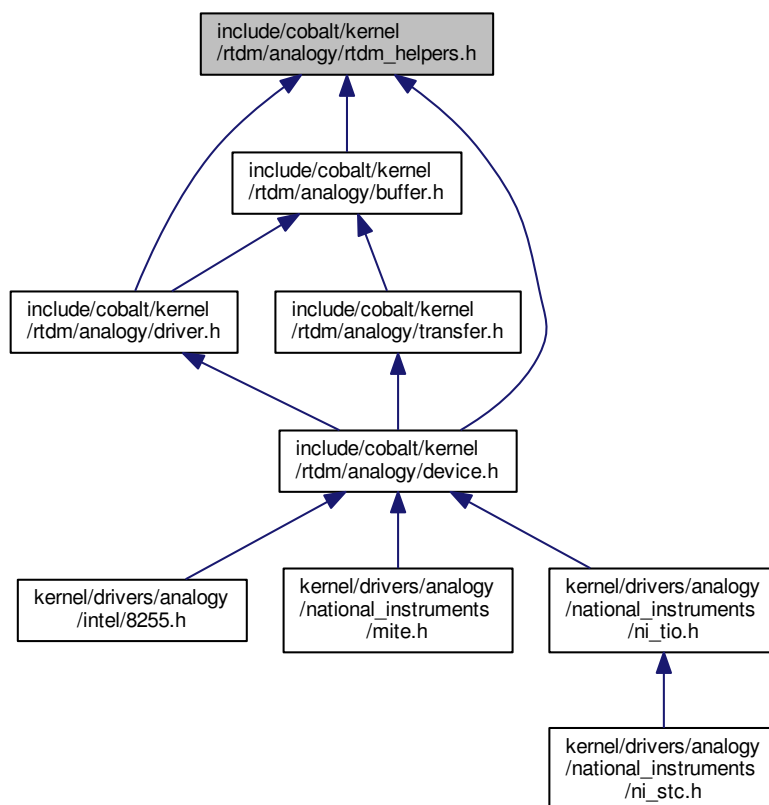 include/cobalt/kernel
/rtdm/analogy/rtdm_helpers.h
include/cobalt/kernel
/rtdm/analogy/buffer.h
include/cobalt/kernel
/rtdm/analogy/driver.h
include/cobalt/kernel
/rtdm/analogy/transfer.h
include/cobalt/kernel
/rtdm/analogy/device.h
kernel/drivers/analogy
/intel/8255.h
kernel/drivers/analogy
/national_instruments
/mite.h
kernel/drivers/analogy
/national_instruments
/ni_tio.h
kernel/drivers/analogy
/national_instruments
/ni_stc.h